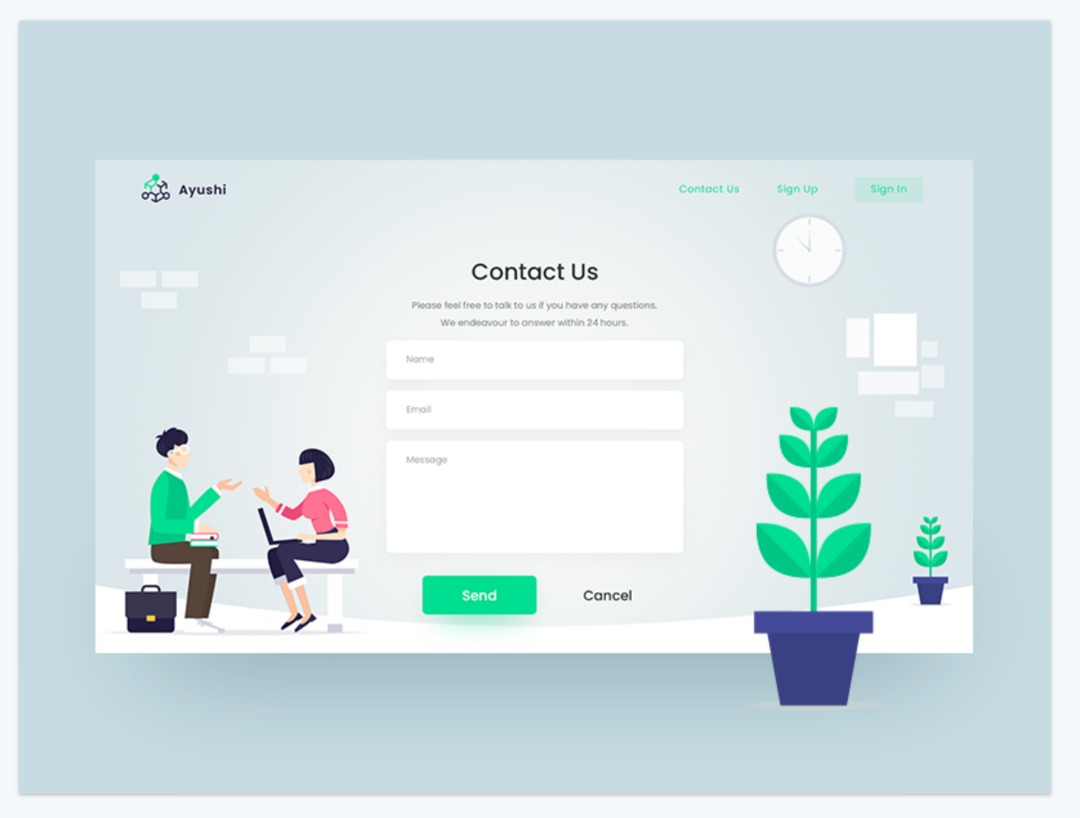 Ayushi
Contact Us
Sign Up
Sign In
Contact Us
Please feel free to talk to us if you have any questions.
We endeavour to answer within 24 hours.
Name
Email
Message
Send
Cancel